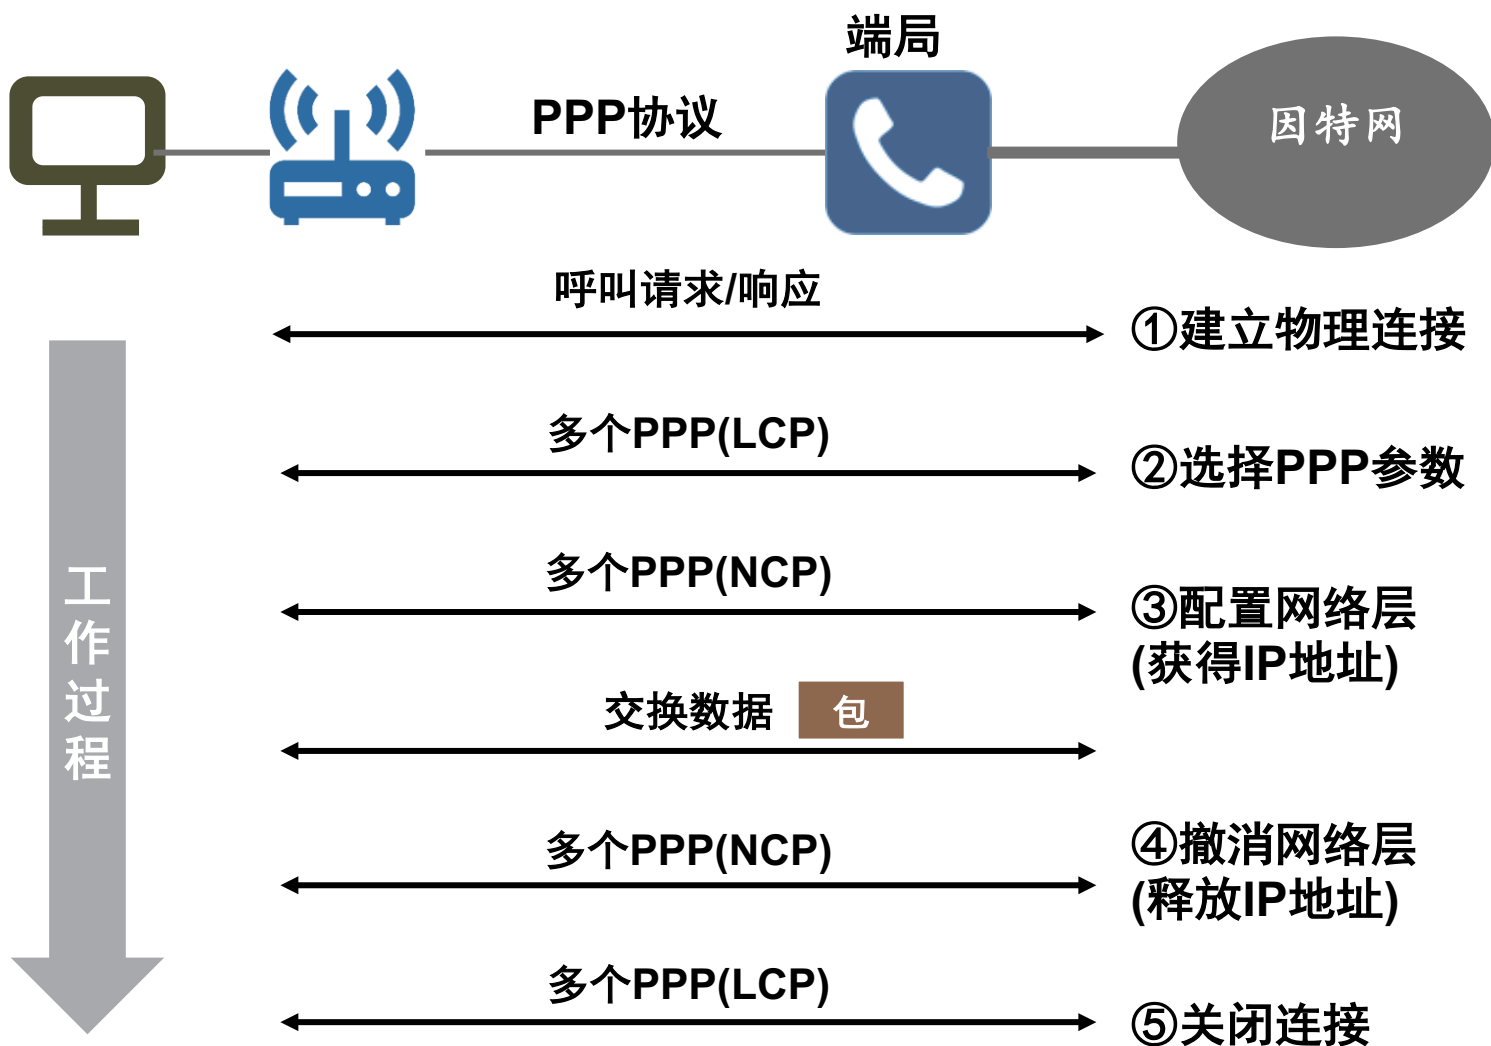 端局
PPP协议
因特网
呼叫请求/响应
①建立物理连接
多个PPP(LCP)
②选择PPP参数
多个PPP(NCP)
③配置网络层
(获得IP地址)
交换数据 包
多个PPP(NCP)
④撤消网络层
(释放IP地址)
多个PPP(LCP)
⑤关闭连接
工作过程